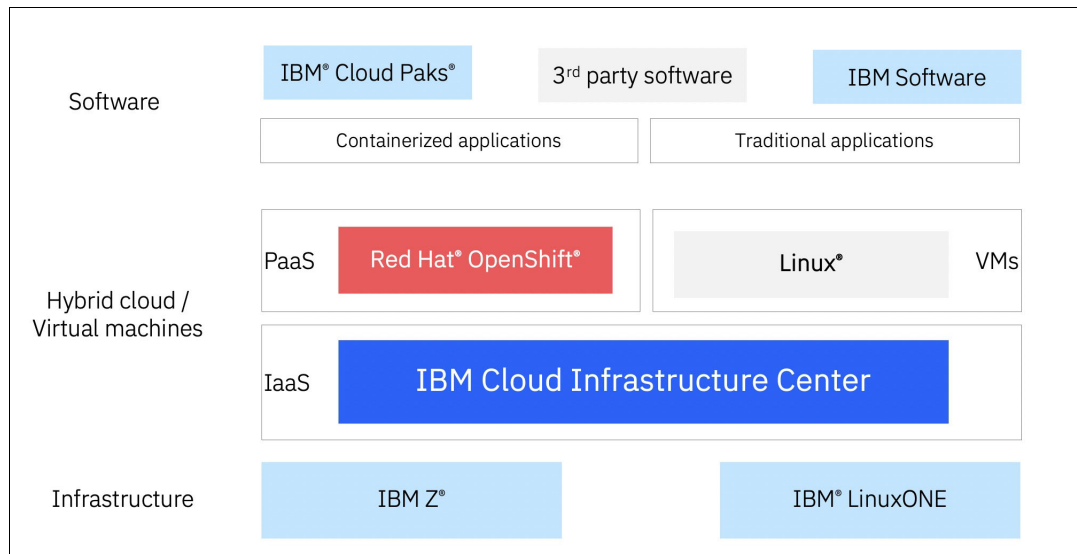 IBM® Cloud Paks®
3rd party software
IBM Software
Software
Containerized applications
Traditional applications
PaaS
Red Hat® OpenShift®
Linux®
VMs
Hybrid cloud /
Virtual machines
IaaS
IBM Cloud Infrastructure Center
Infrastructure
IBM Z®
IBM® LinuxONE